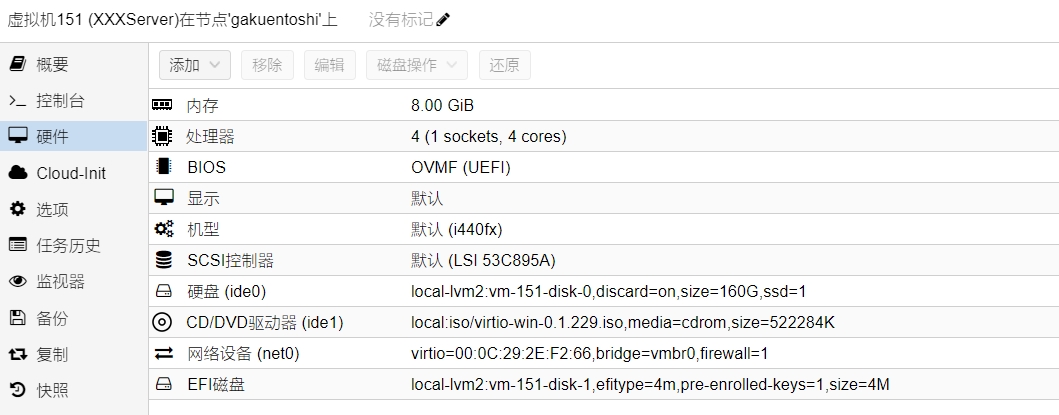 虚拟机151 (XXXServer)在节点'gakuentoshi'上 没有标记
概要
控制台
硬件
Cloud-Init
选项
任务历史
监视器
备份
复制
快照
添加 移除 编辑 磁盘操作 还原
内存 8.00 GiB
处理器 4 (1 sockets, 4 cores)
BIOS OVMF (UEFI)
显示 默认
机型 默认 (i440fx)
SCSI控制器 默认 (LSI 53C895A)
硬盘 (ide0) local-lvm2:vm-151-disk-0,discard=on,size=160G,ssd=1
CD/DVD驱动器 (ide1) local:iso/virtio-win-0.1.229.iso,media=cdrom,size=522284K
网络设备 (net0) virtio=00:0C:29:2E:F2:66,bridge=vmbr0,firewall=1
EFI磁盘 local-lvm2:vm-151-disk-1,efitype=4m,pre-enrolled-keys=1,size=4M